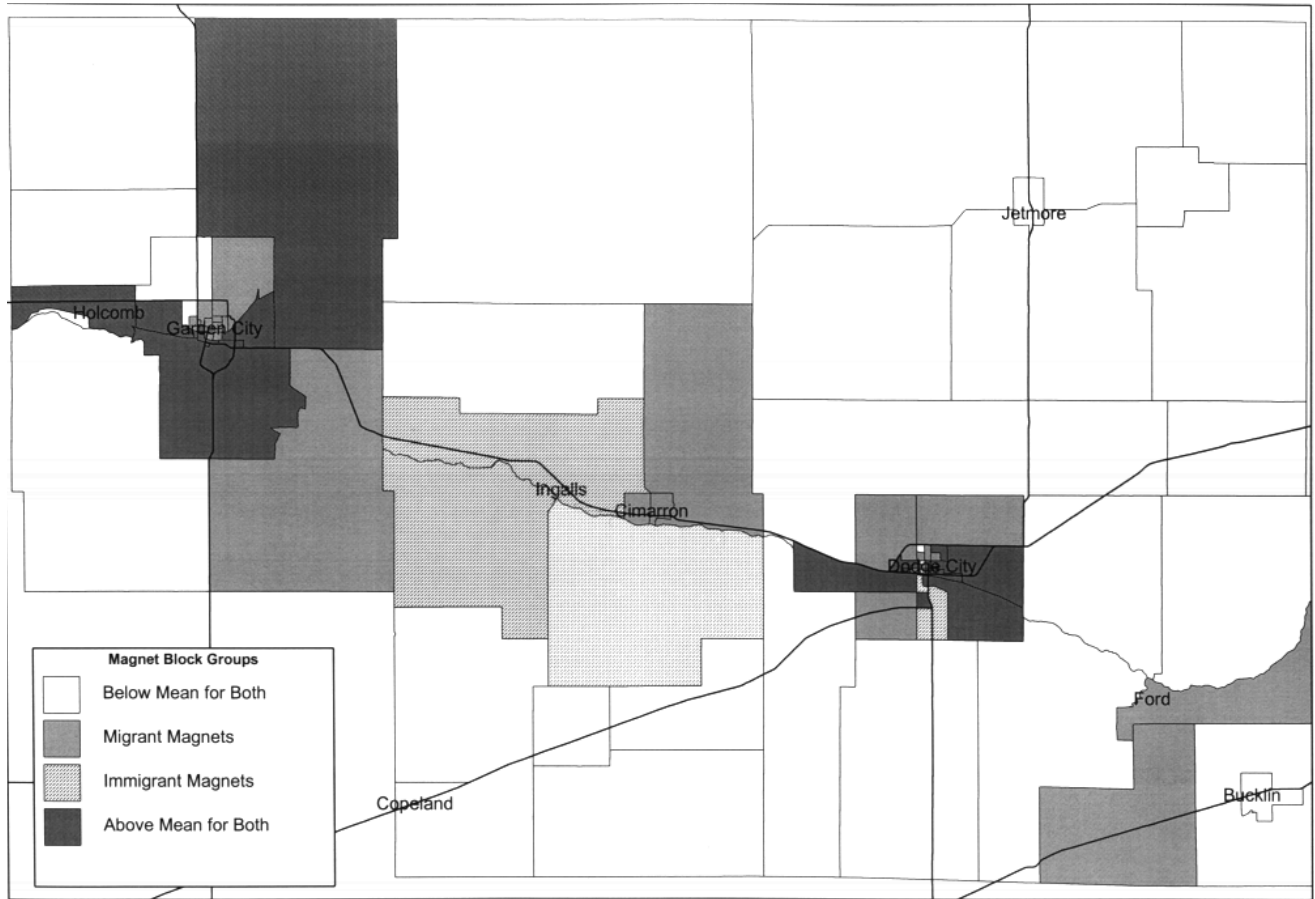 Jetmore
Holcomb
Garden City
Ingalls
Cimarron
Dodge City
Ford
Copeland
Bucklin
Magnet Block Groups
Below Mean for Both
Migrant Magnets
Immigrant Magnets
Above Mean for Both